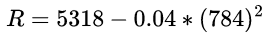 R = 5318 − 0.04 * (784)²